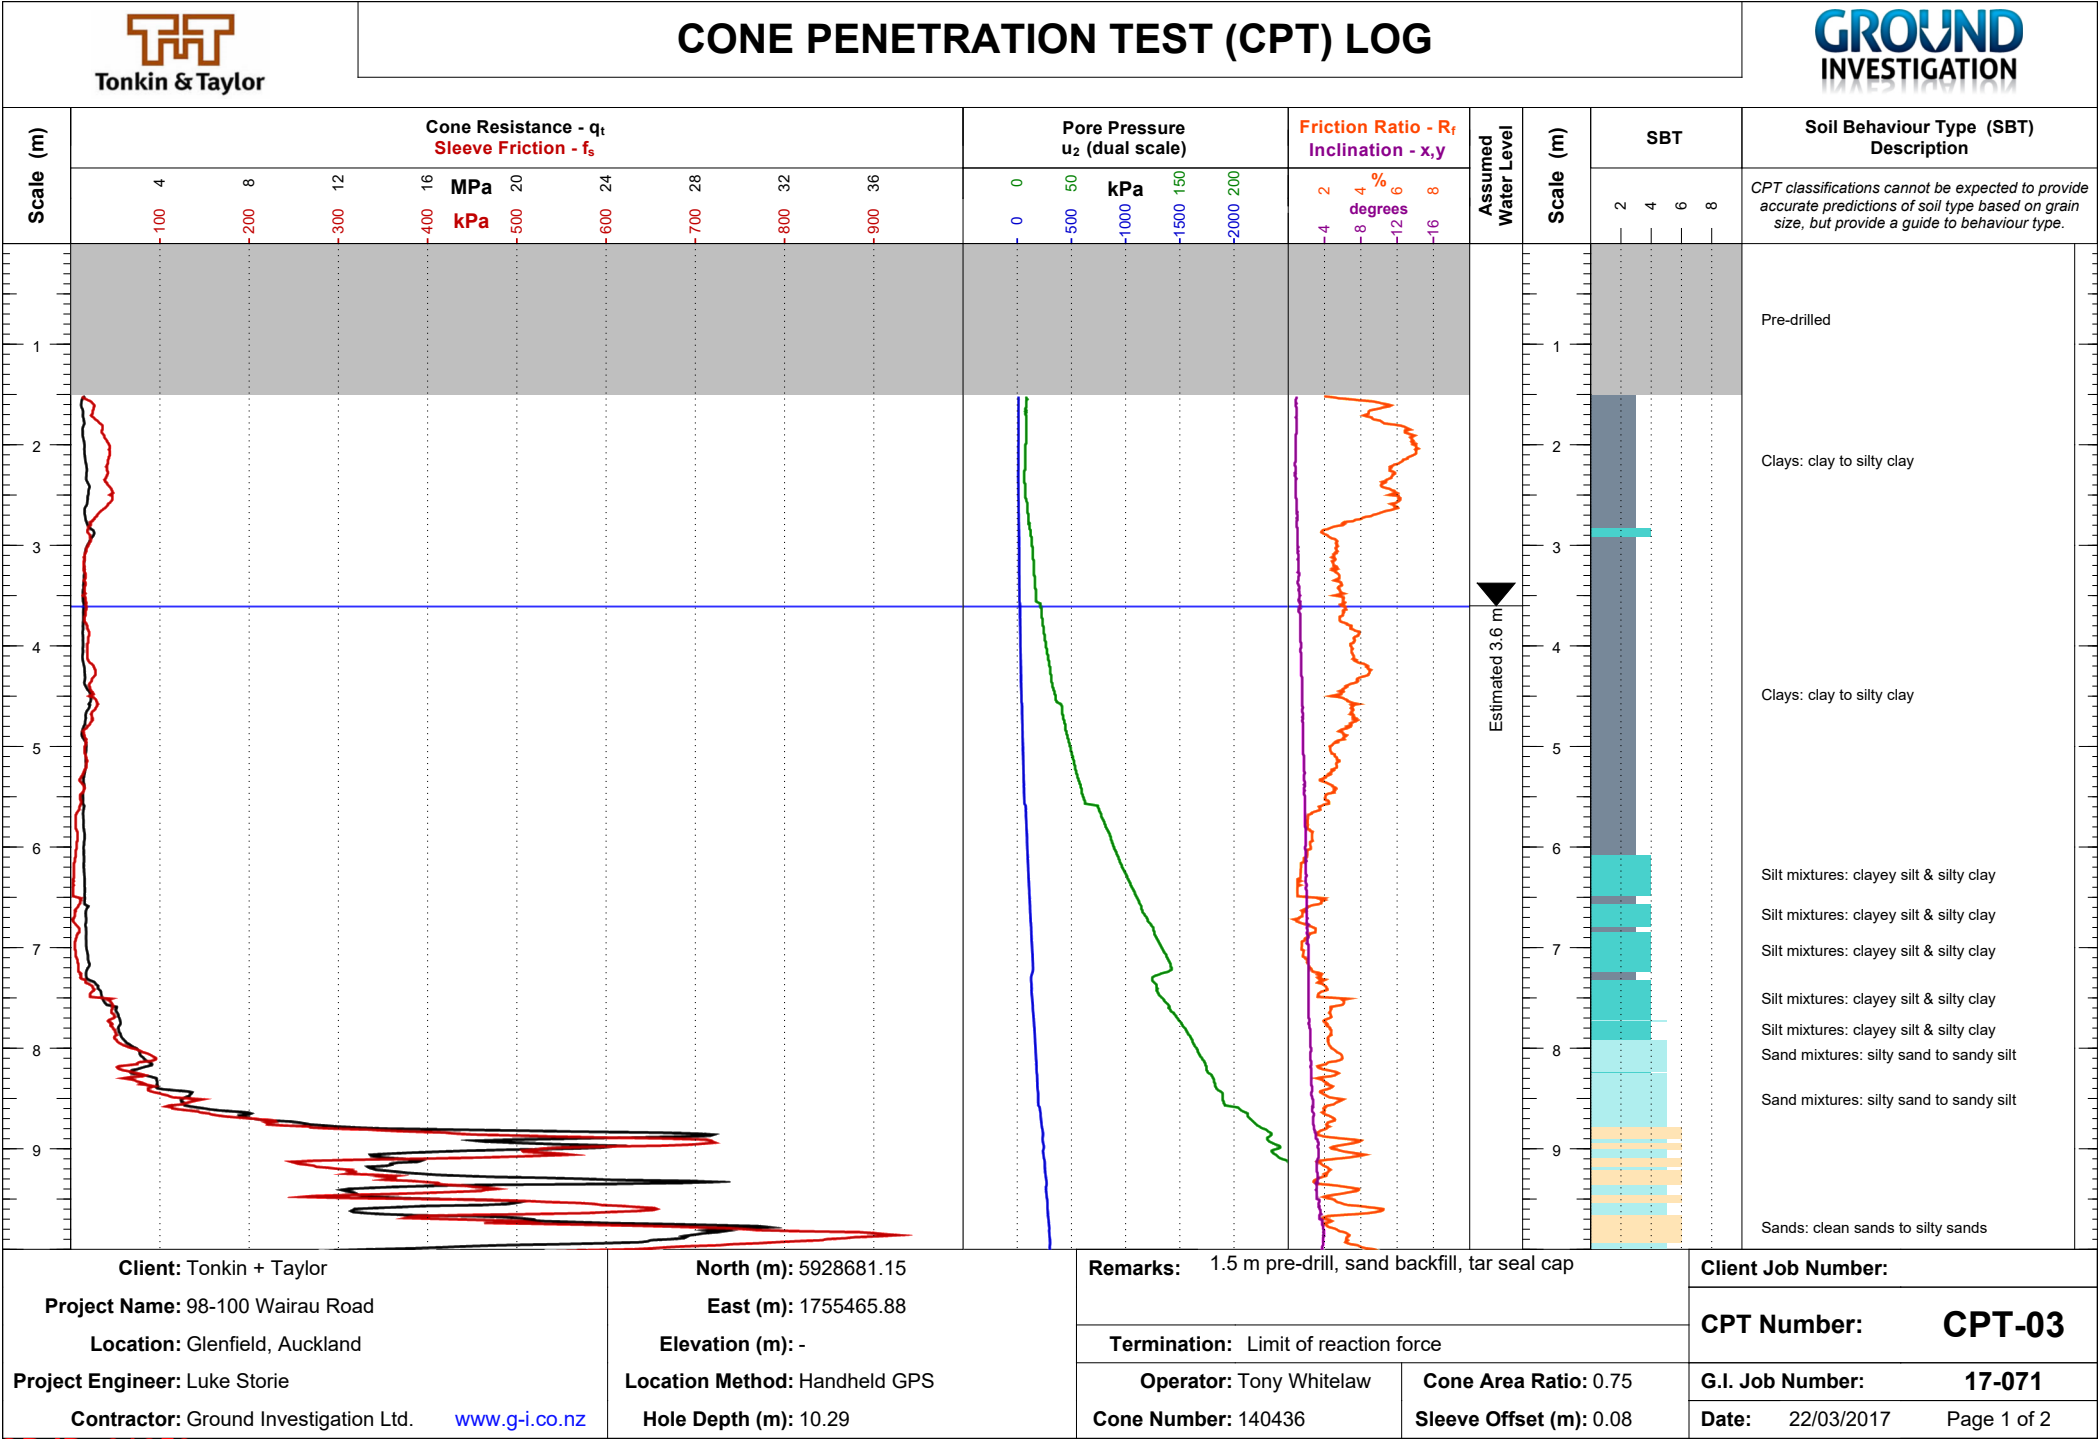 Tonkin & Taylor
CONE PENETRATION TEST (CPT) LOG
GROUND
INVESTIGATION
Scale (m)
Cone Resistance - qt
Sleeve Friction - fs
4 8 12 16 MPa 20 24 28 32 36
100 200 300 400 kPa 500 600 700 800 900
Pore Pressure
u2 (dual scale)
0 50 kPa 150 200
0 500 1000 1500 2000
Friction Ratio - Rf
Inclination - x,y
2 4 % 6 8
degrees
4 8 12 16
Assumed
Water Level
Scale (m)
SBT
2 4 6 8
Soil Behaviour Type (SBT)
Description
CPT classifications cannot be expected to provide
accurate predictions of soil type based on grain
size, but provide a guide to behaviour type.
Pre-drilled
1 1
2 2
Clays: clay to silty clay
3 3
Estimated 3.6 m
4 4
Clays: clay to silty clay
5 5
6 6
Silt mixtures: clayey silt & silty clay
Silt mixtures: clayey silt & silty clay
7 7
Silt mixtures: clayey silt & silty clay
Silt mixtures: clayey silt & silty clay
Silt mixtures: clayey silt & silty clay
8 8
Sand mixtures: silty sand to sandy silt
Sand mixtures: silty sand to sandy silt
9 9
Sands: clean sands to silty sands
Client: Tonkin + Taylor
Project Name: 98-100 Wairau Road
Location: Glenfield, Auckland
Project Engineer: Luke Storie
Contractor: Ground Investigation Ltd. www.g-i.co.nz
North (m): 5928681.15
East (m): 1755465.88
Elevation (m): -
Location Method: Handheld GPS
Hole Depth (m): 10.29
Remarks: 1.5 m pre-drill, sand backfill, tar seal cap
Termination: Limit of reaction force
Operator: Tony Whitelaw
Cone Area Ratio: 0.75
Cone Number: 140436
Sleeve Offset (m): 0.08
Client Job Number:
CPT Number: CPT-03
G.I. Job Number: 17-071
Date: 22/03/2017 Page 1 of 2